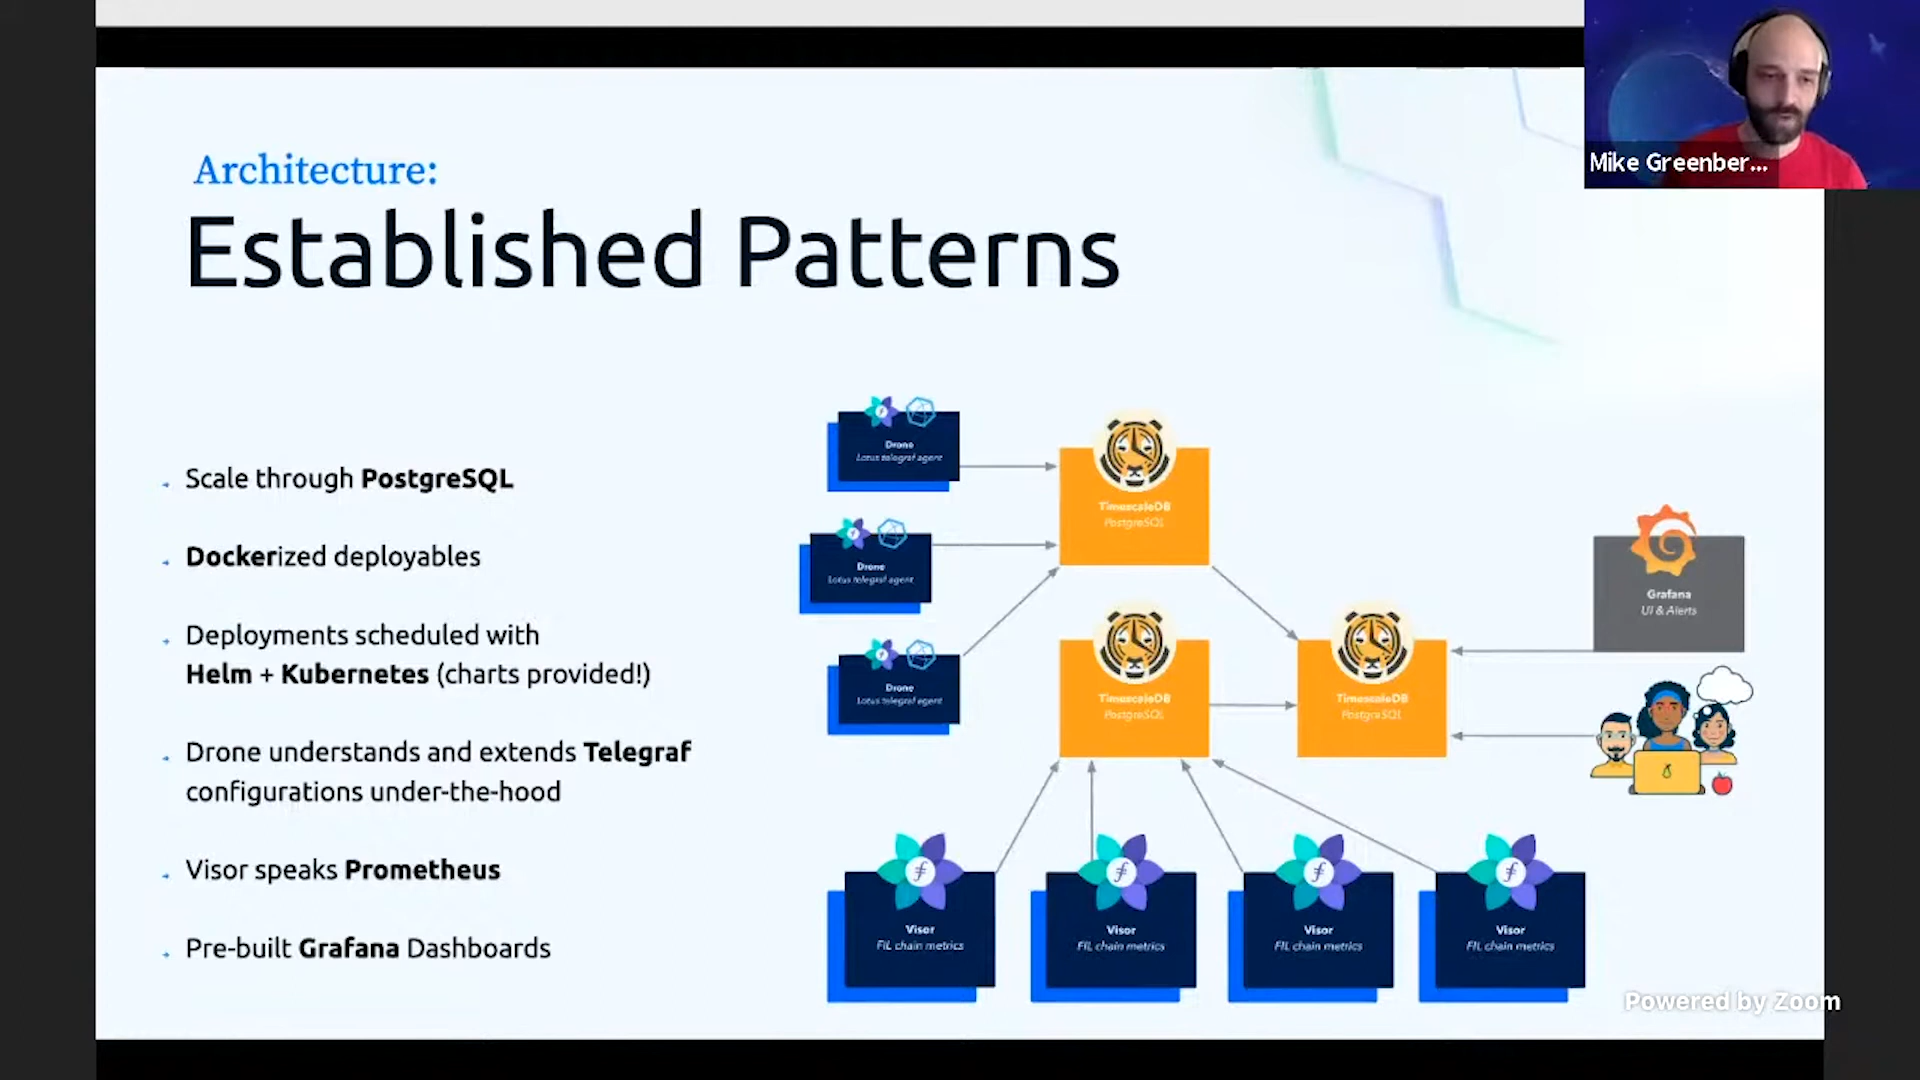 Mike Greenber...
Architecture:
Established Patterns
Scale through PostgreSQL
Dockerized deployables
Deployments scheduled with
Helm + Kubernetes (charts provided!)
Drone understands and extends Telegraf
configurations under-the-hood
Visor speaks Prometheus
Pre-built Grafana Dashboards
Drone
Lotus telegraf agent
Drone
Lotus telegraf agent
Drone
Lotus telegraf agent
TimescaleDB
PostgreSQL
TimescaleDB
PostgreSQL
TimescaleDB
PostgreSQL
Grafana
UI & Alerts
Visor
FIL chain metrics
Visor
FIL chain metrics
Visor
FIL chain metrics
Visor
FIL chain metrics
Powered by Zoom